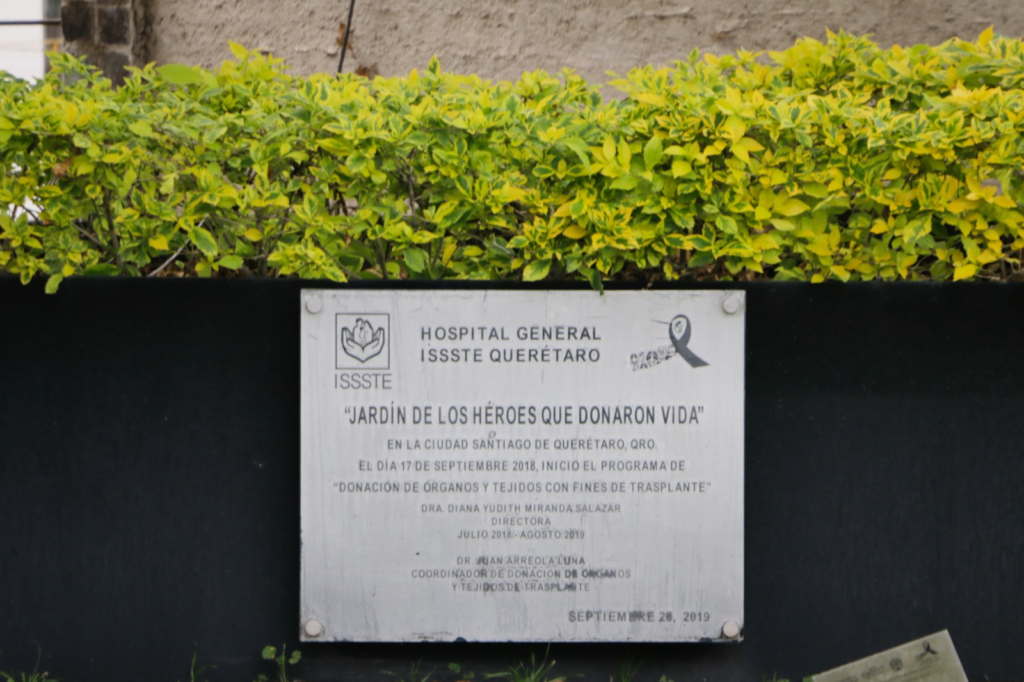 HOSPITAL GENERAL
ISSSTE QUERÉTARO
ISSSTE
"JARDÍN DE LOS HÉROES QUE DONARON VIDA"
EN LA CIUDAD SANTIAGO DE QUERÉTARO, QRO.
EL DÍA 17 DE SEPTIEMBRE 2018, INICIO EL PROGRAMA DE
"DONACIÓN DE ÓRGANOS Y TEJIDOS CON FINES DE TRASPLANTE"
DRA. DIANA YUDITH MIRANDA SALAZAR
DIRECTORA
JULIO 2018 - AGOSTO 2019
DR. JUAN ARREOLA LUNA
COORDINADOR DE DONACIÓN DE ÓRGANOS
Y TEJIDOS DE TRASPLANTE
SEPTIEMBRE 26, 2019